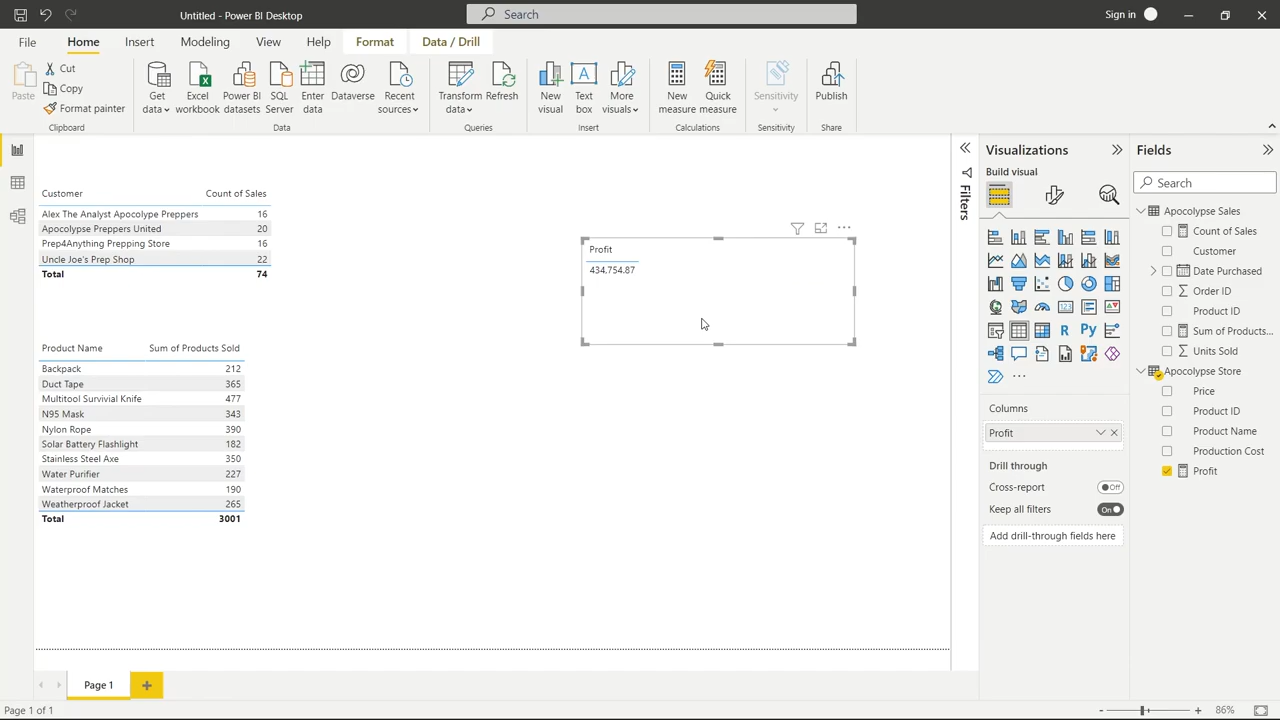 Untitled - Power BI Desktop
Search
Sign in
File
Home
Insert
Modeling
View
Help
Format
Data / Drill
Paste
Cut
Copy
Format painter
Clipboard
Get data
Excel workbook
Power BI datasets
SQL Server
Enter data
Dataverse
Recent sources
Data
Transform data
Refresh
Queries
New visual
Text box
More visuals
Insert
New measure
Quick measure
Calculations
Sensitivity
Sensitivity
Publish
Share
Customer Count of Sales
Alex The Analyst Apocolype Preppers 16
Apocolypse Preppers United 20
Prep4Anything Prepping Store 16
Uncle Joe's Prep Shop 22
Total 74
Product Name Sum of Products Sold
Backpack 212
Duct Tape 365
Multitool Survivial Knife 477
N95 Mask 343
Nylon Rope 390
Solar Battery Flashlight 182
Stainless Steel Axe 350
Water Purifier 227
Waterproof Matches 190
Weatherproof Jacket 265
Total 3001
Profit
434,754.87
Filters
Visualizations
Build visual
R
Py
123
Columns
Profit
Drill through
Cross-report
Off
Keep all filters
On
Add drill-through fields here
Fields
Search
Apocolypse Sales
Count of Sales
Customer
Date Purchased
Order ID
Product ID
Sum of Products...
Units Sold
Apocolypse Store
Price
Product ID
Product Name
Production Cost
Profit
Page 1
Page 1 of 1
86%